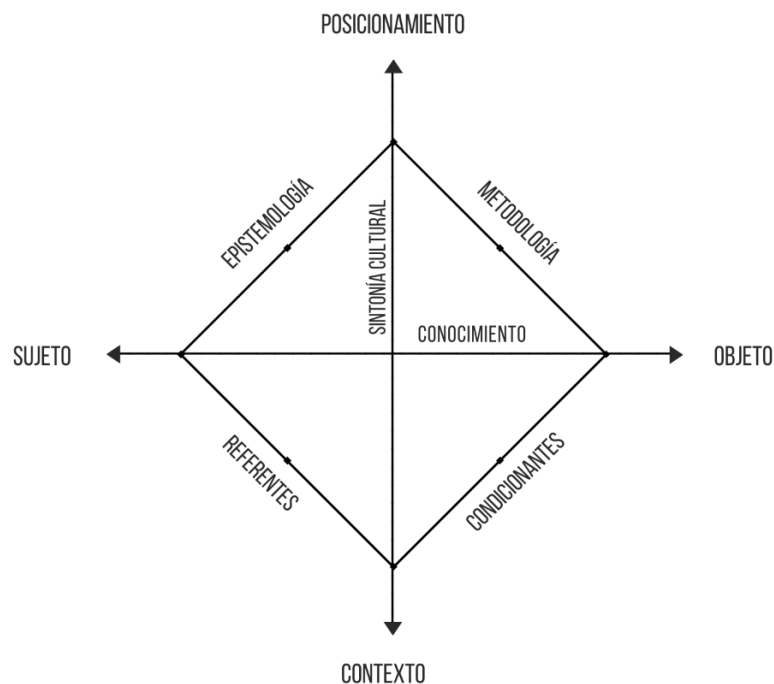 POSICIONAMIENTO
EPISTEMOLOGÍA
METODOLOGÍA
SINTONÍA CULTURAL
CONOCIMIENTO
SUJETO
OBJETO
REFERENTES
CONDICIONANTES
CONTEXTO